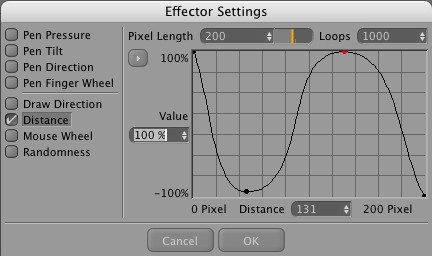 Effector Settings
Pen Pressure
Pen Tilt
Pen Direction
Pen Finger Wheel
Draw Direction
Distance
Mouse Wheel
Randomness
Pixel Length 200 Loops 1000
100%
Value
100 %
-100%
0 Pixel Distance 131 200 Pixel
Cancel OK